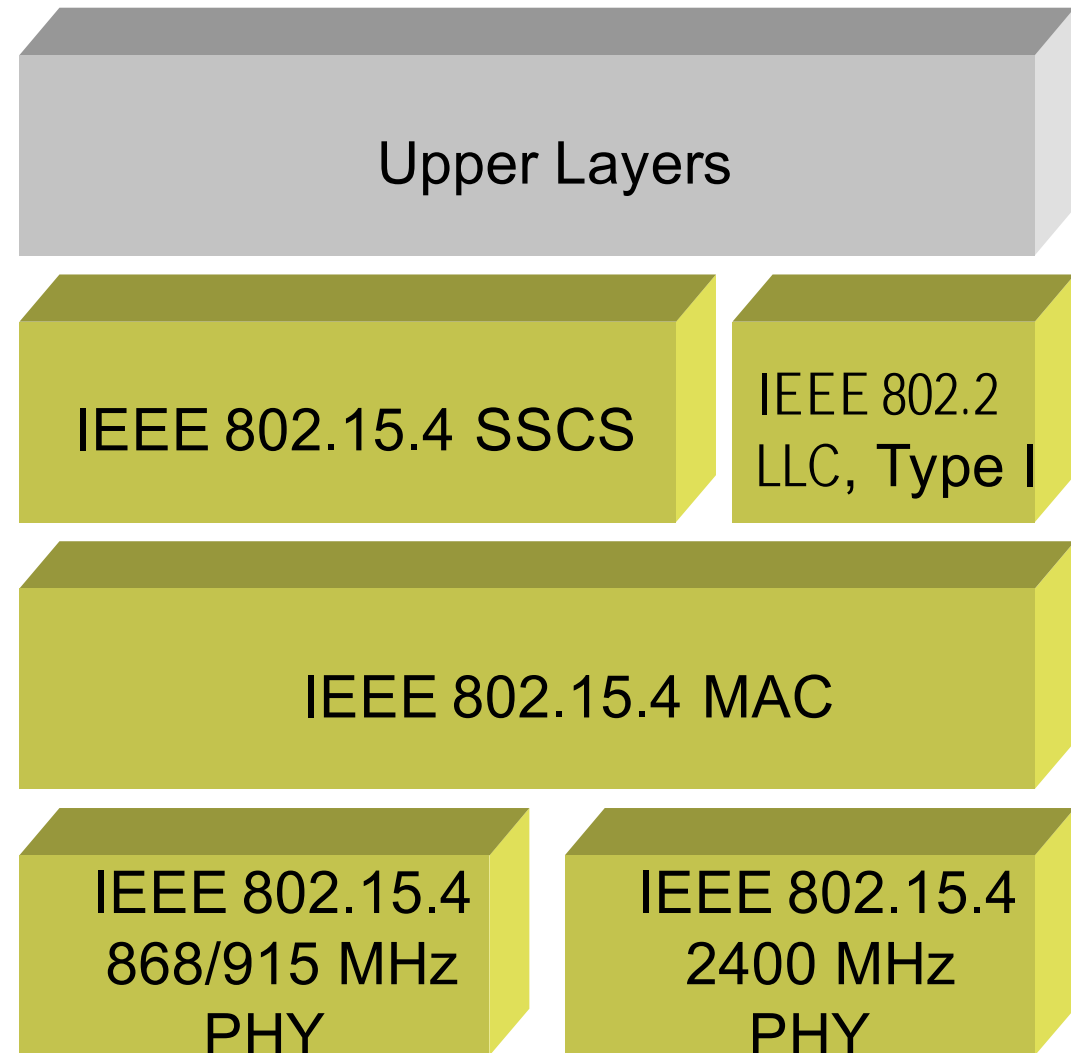 Upper Layers
IEEE 802.15.4 SSCS
IEEE 802.2
LLC, Type I
IEEE 802.15.4 MAC
IEEE 802.15.4
868/915 MHz
PHY
IEEE 802.15.4
2400 MHz
PHY